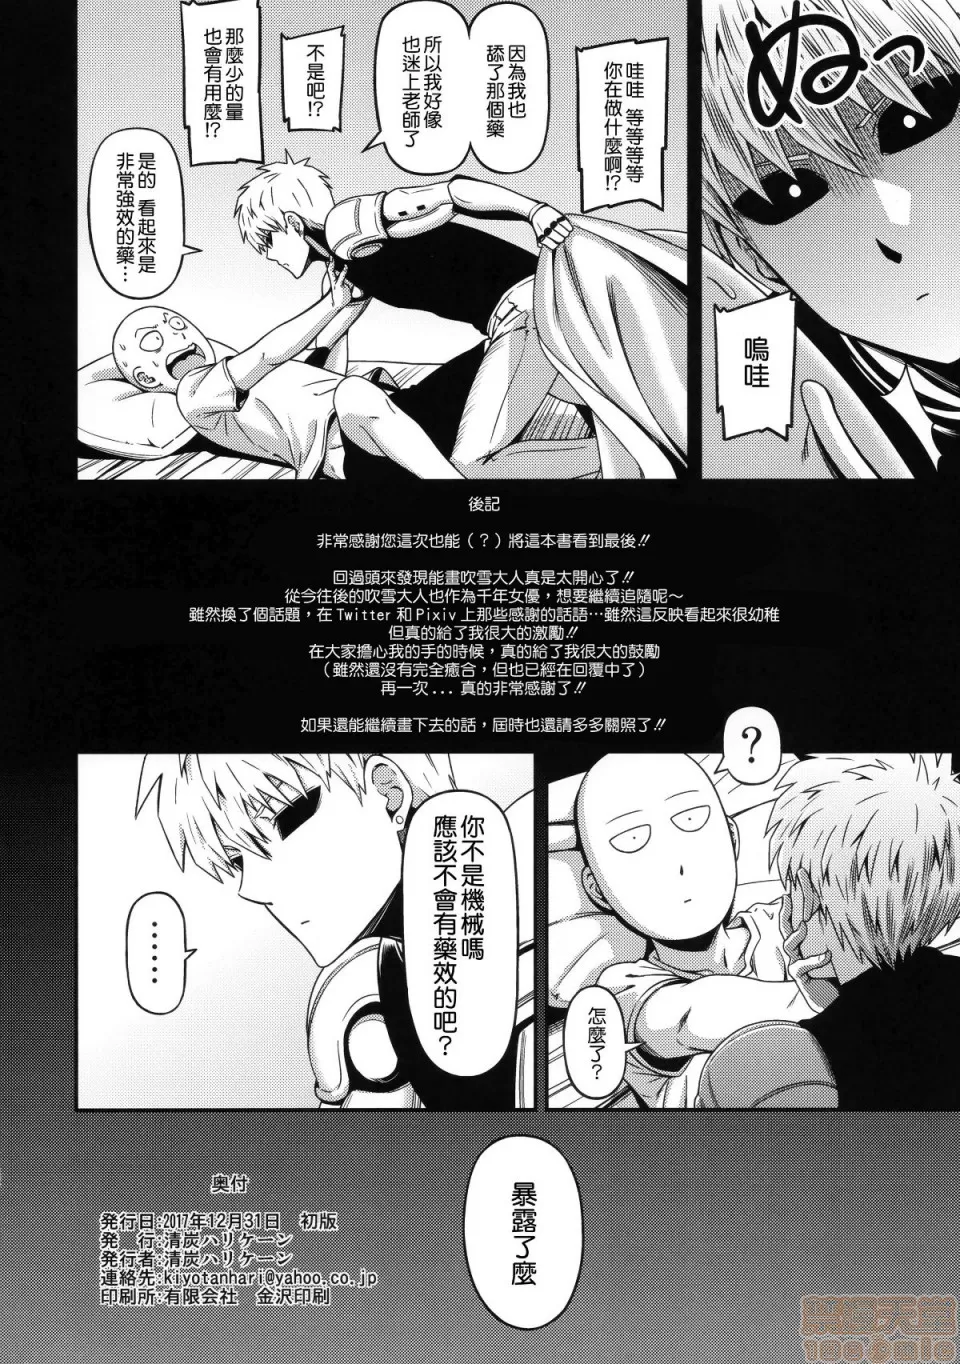 ぬっ
嗚哇
哇哇 等等等等
你在做什麼啊!?
因為我也
舔了那個藥
所以我好像
也迷上老師了
不是吧!?
那麼少的量
也會有用麼!?
是的 看起來是
非常強效的藥…
後記
非常感謝您這次也能（？）將這本書看到最後!!
回過頭來發現能畫吹雪大人真是太開心了!!
從今往後的吹雪大人也作為千年女優，想要繼續追隨呢～
雖然換了個話題，在Twitter和Pixiv上那些感謝的話語…雖然這反映看起來很幼稚
但真的給了我很大的激勵!!
在大家擔心我的手的時候，真的給了我很大的鼓勵
（雖然還沒有完全癒合，但也已經在回覆中了）
再一次...真的非常感謝了!!
如果還能繼續畫下去的話，屆時也還請多多關照了!!
？
怎麼了？
你不是機械嗎
應該不會有藥效的吧？
……
暴露了麼
奥付
発行日:2017年12月31日　初版
発　行:清炭ハリケーン
発行者:清炭ハリケーン
連絡先:kiyotanhari@yahoo.co.jp
印刷所:有限会社　金沢印刷